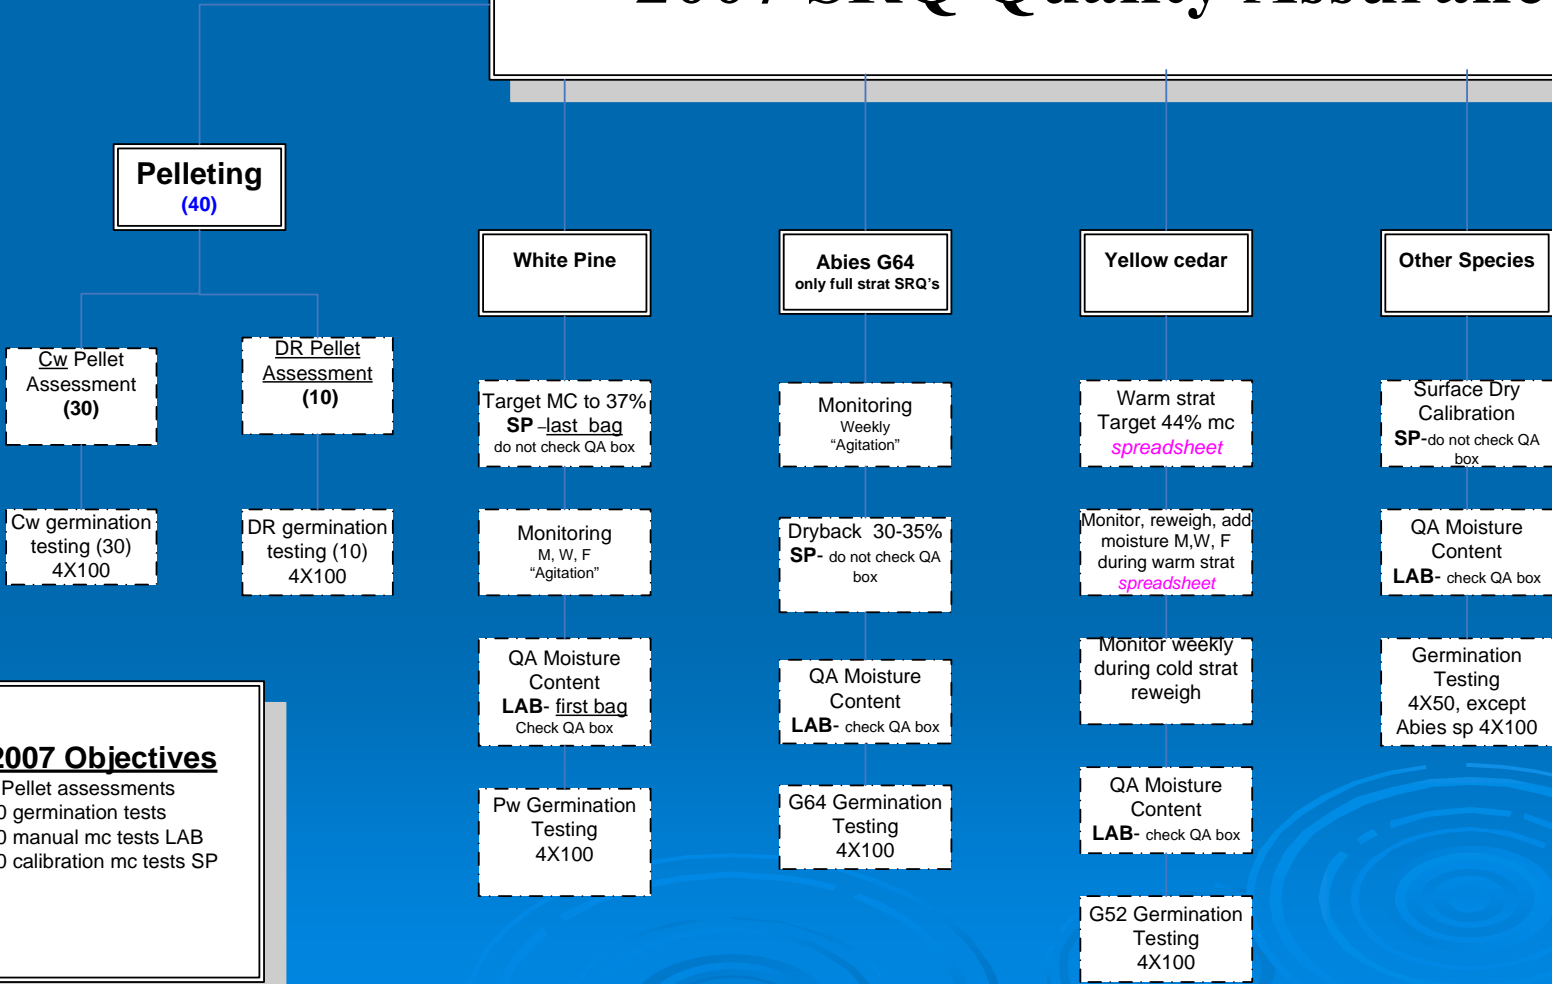 2007 SRQ Quality
Pelleting
(40)
Cw Pellet
Assessment
(30)
Cw germination
testing (30)
4X100
DR Pellet
Assessment
(10)
DR germination
testing (10)
4X100
White Pine
Target MC to 37%
SP –last bag
do not check QA box
Monitoring
M, W, F
“Agitation”
QA Moisture
Content
LAB- first bag
Check QA box
Pw Germination
Testing
4X100
Abies G64
only full strat SRQ’s
Monitoring
Weekly
“Agitation”
Dryback 30-35%
SP- do not check QA
box
QA Moisture
Content
LAB- check QA box
G64 Germination
Testing
4X100
Yellow cedar
Warm strat
Target 44% mc
spreadsheet
Monitor, reweigh, add
moisture M,W, F
during warm strat
spreadsheet
Monitor weekly
during cold strat
reweigh
QA Moisture
Content
LAB- check QA box
G52 Germination
Testing
4X100
Other Species
Surface Dry
Calibration
SP-do not check QA
box
QA Moisture
Content
LAB- check QA box
Germination
Testing
4X50, except
Abies sp 4X100
2007 Objectives
Pellet assessments
0 germination tests
0 manual mc tests LAB
0 calibration mc tests SP